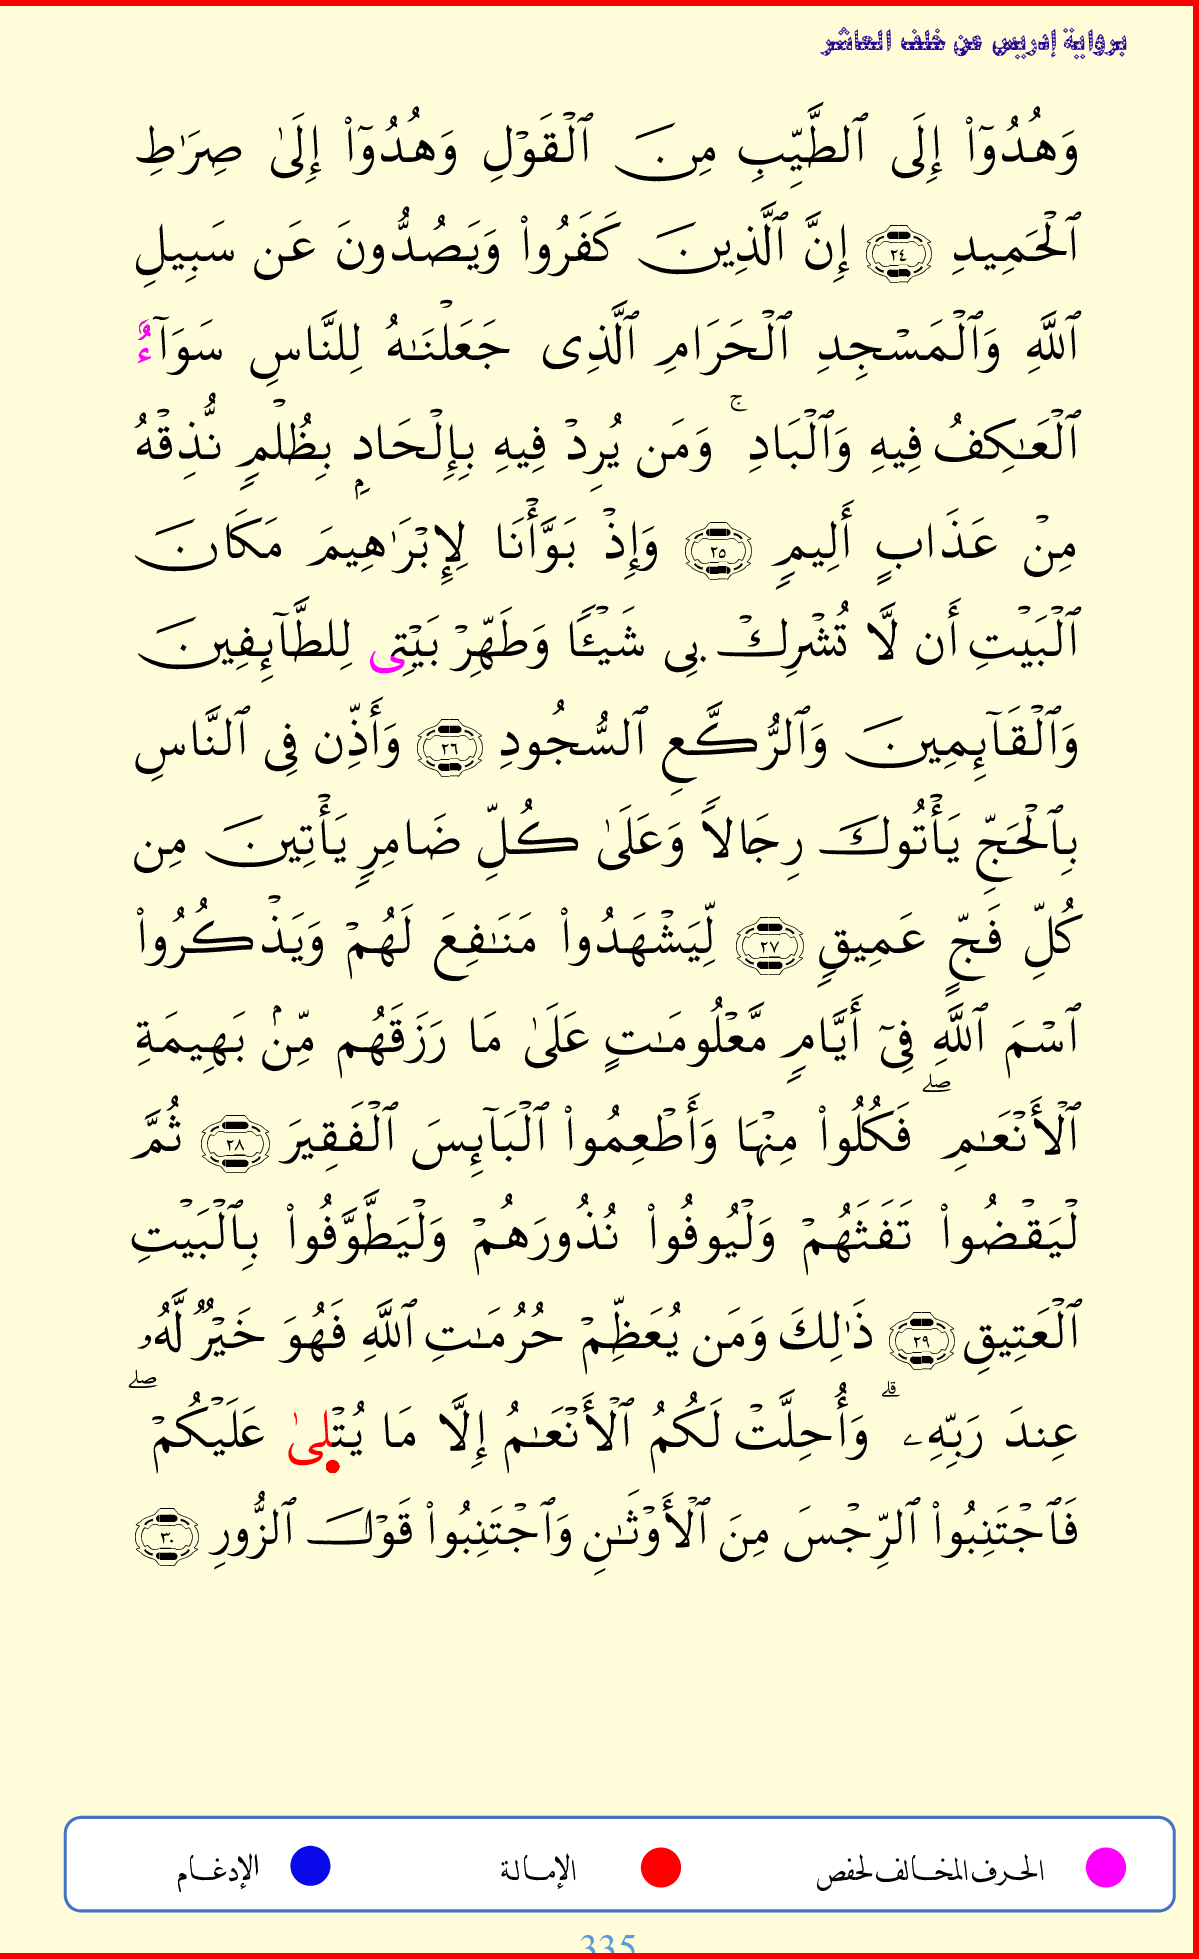 برواية إدريس عن خلف العاشر
وَهُدُوٓا۟ إِلَى ٱلطَّيِّبِ مِنَ ٱلْقَوْلِ وَهُدُوٓا۟ إِلَىٰ صِرَٰطِ
ٱلْحَمِيدِ ٢٤ إِنَّ ٱلَّذِينَ كَفَرُوا۟ وَيَصُدُّونَ عَن سَبِيلِ
ٱللَّهِ وَٱلْمَسْجِدِ ٱلْحَرَامِ ٱلَّذِى جَعَلْنَـٰهُ لِلنَّاسِ سَوَآءٌ
ٱلْعَـٰكِفُ فِيهِ وَٱلْبَادِ ۚ وَمَن يُرِدْ فِيهِ بِإِلْحَادٍۭ بِظُلْمٍ نُّذِقْهُ
مِنْ عَذَابٍ أَلِيمٍ ٢٥ وَإِذْ بَوَّأْنَا لِإِبْرَٰهِيمَ مَكَانَ
ٱلْبَيْتِ أَن لَّا تُشْرِكْ بِى شَيْـًٔا وَطَهِّرْ بَيْتِى لِلطَّآئِفِينَ
وَٱلْقَآئِمِينَ وَٱلرُّكَّعِ ٱلسُّجُودِ ٢٦ وَأَذِّن فِى ٱلنَّاسِ
بِٱلْحَجِّ يَأْتُوكَ رِجَالًا وَعَلَىٰ كُلِّ ضَامِرٍ يَأْتِينَ مِن
كُلِّ فَجٍّ عَمِيقٍ ٢٧ لِّيَشْهَدُوا۟ مَنَـٰفِعَ لَهُمْ وَيَذْكُرُوا۟
ٱسْمَ ٱللَّهِ فِىٓ أَيَّامٍ مَّعْلُومَـٰتٍ عَلَىٰ مَا رَزَقَهُم مِّنۢ بَهِيمَةِ
ٱلْأَنْعَـٰمِ ۖ فَكُلُوا۟ مِنْهَا وَأَطْعِمُوا۟ ٱلْبَآئِسَ ٱلْفَقِيرَ ٢٨ ثُمَّ
لْيَقْضُوا۟ تَفَثَهُمْ وَلْيُوفُوا۟ نُذُورَهُمْ وَلْيَطَّوَّفُوا۟ بِٱلْبَيْتِ
ٱلْعَتِيقِ ٢٩ ذَٰلِكَ وَمَن يُعَظِّمْ حُرُمَـٰتِ ٱللَّهِ فَهُوَ خَيْرٌ لَّهُۥ
عِندَ رَبِّهِۦ ۗ وَأُحِلَّتْ لَكُمُ ٱلْأَنْعَـٰمُ إِلَّا مَا يُتْلَىٰ عَلَيْكُمْ ۖ
فَٱجْتَنِبُوا۟ ٱلرِّجْسَ مِنَ ٱلْأَوْثَـٰنِ وَٱجْتَنِبُوا۟ قَوْلَ ٱلزُّورِ ٣٠
الحرف المخالف لحفص الإمالة الإدغام
335